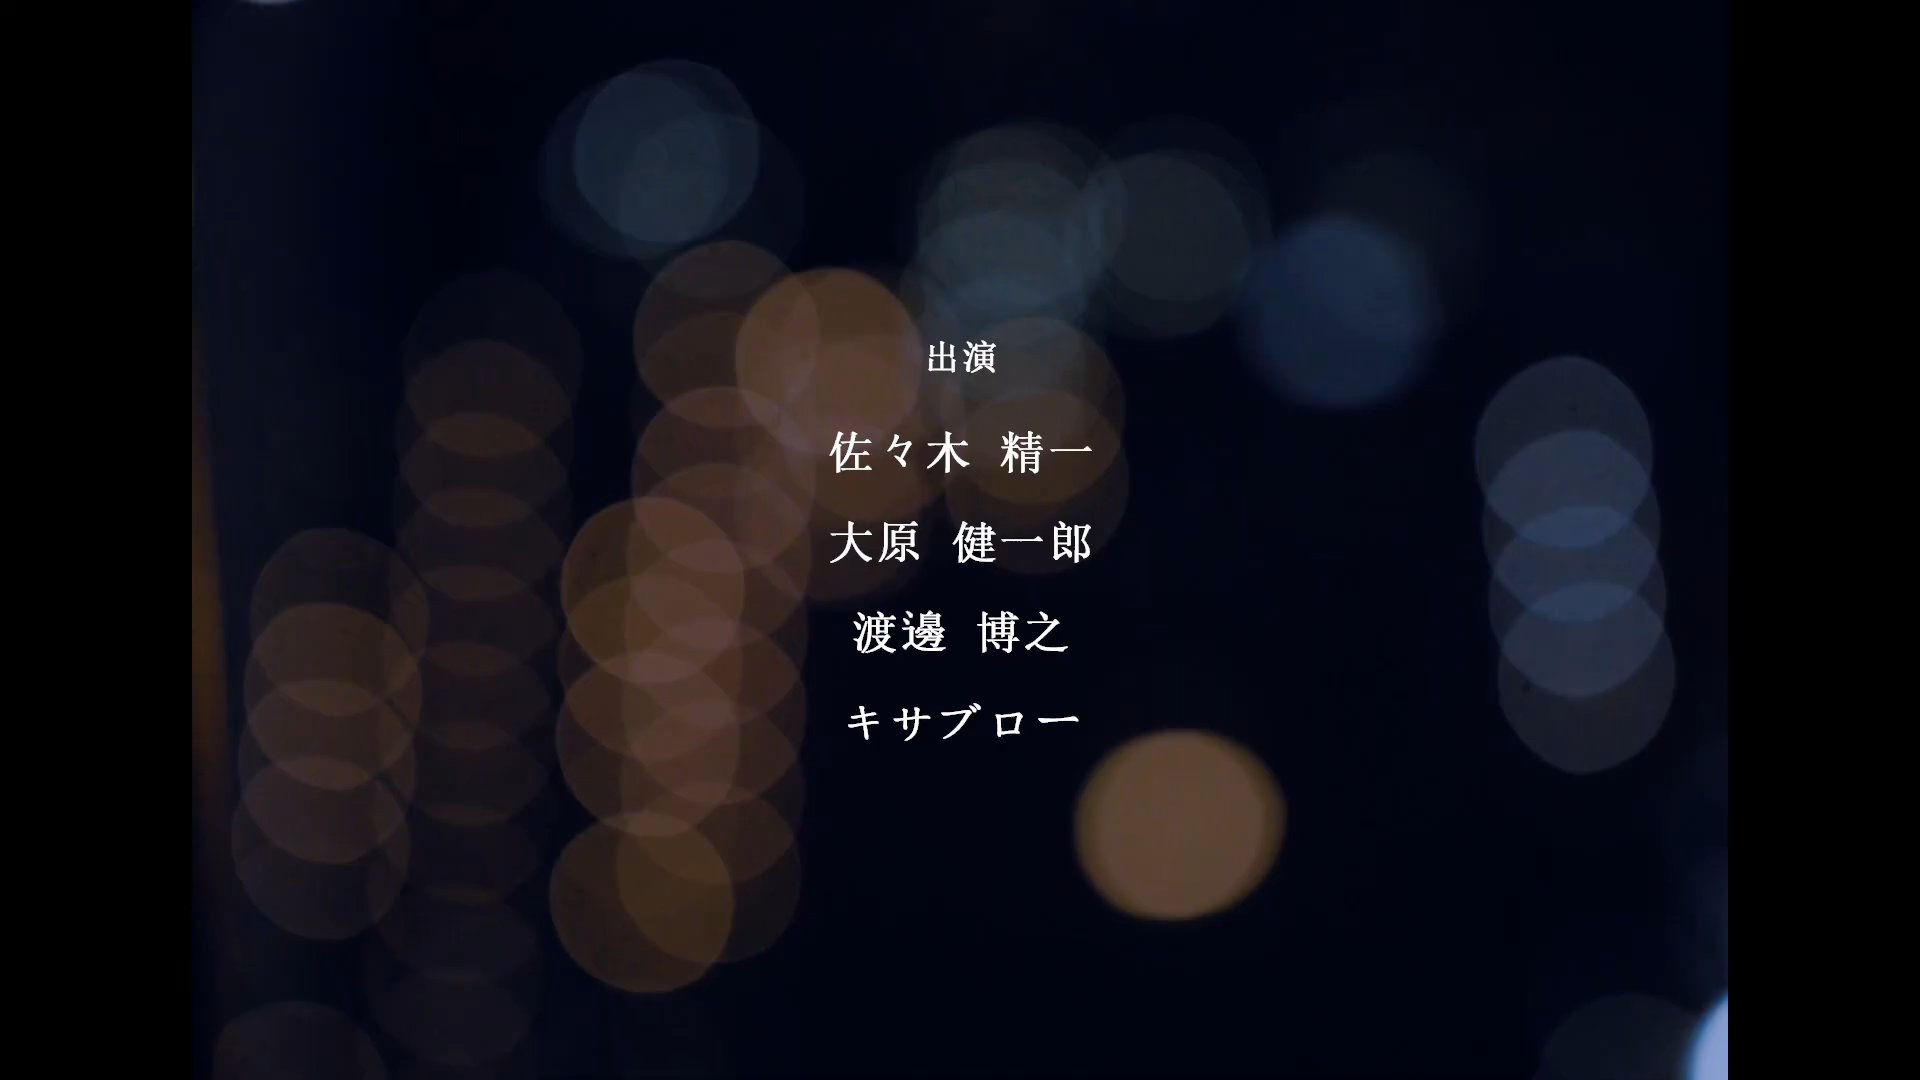 出演
佐々木 精一
大原 健一郎
渡邊 博之
キサブロー